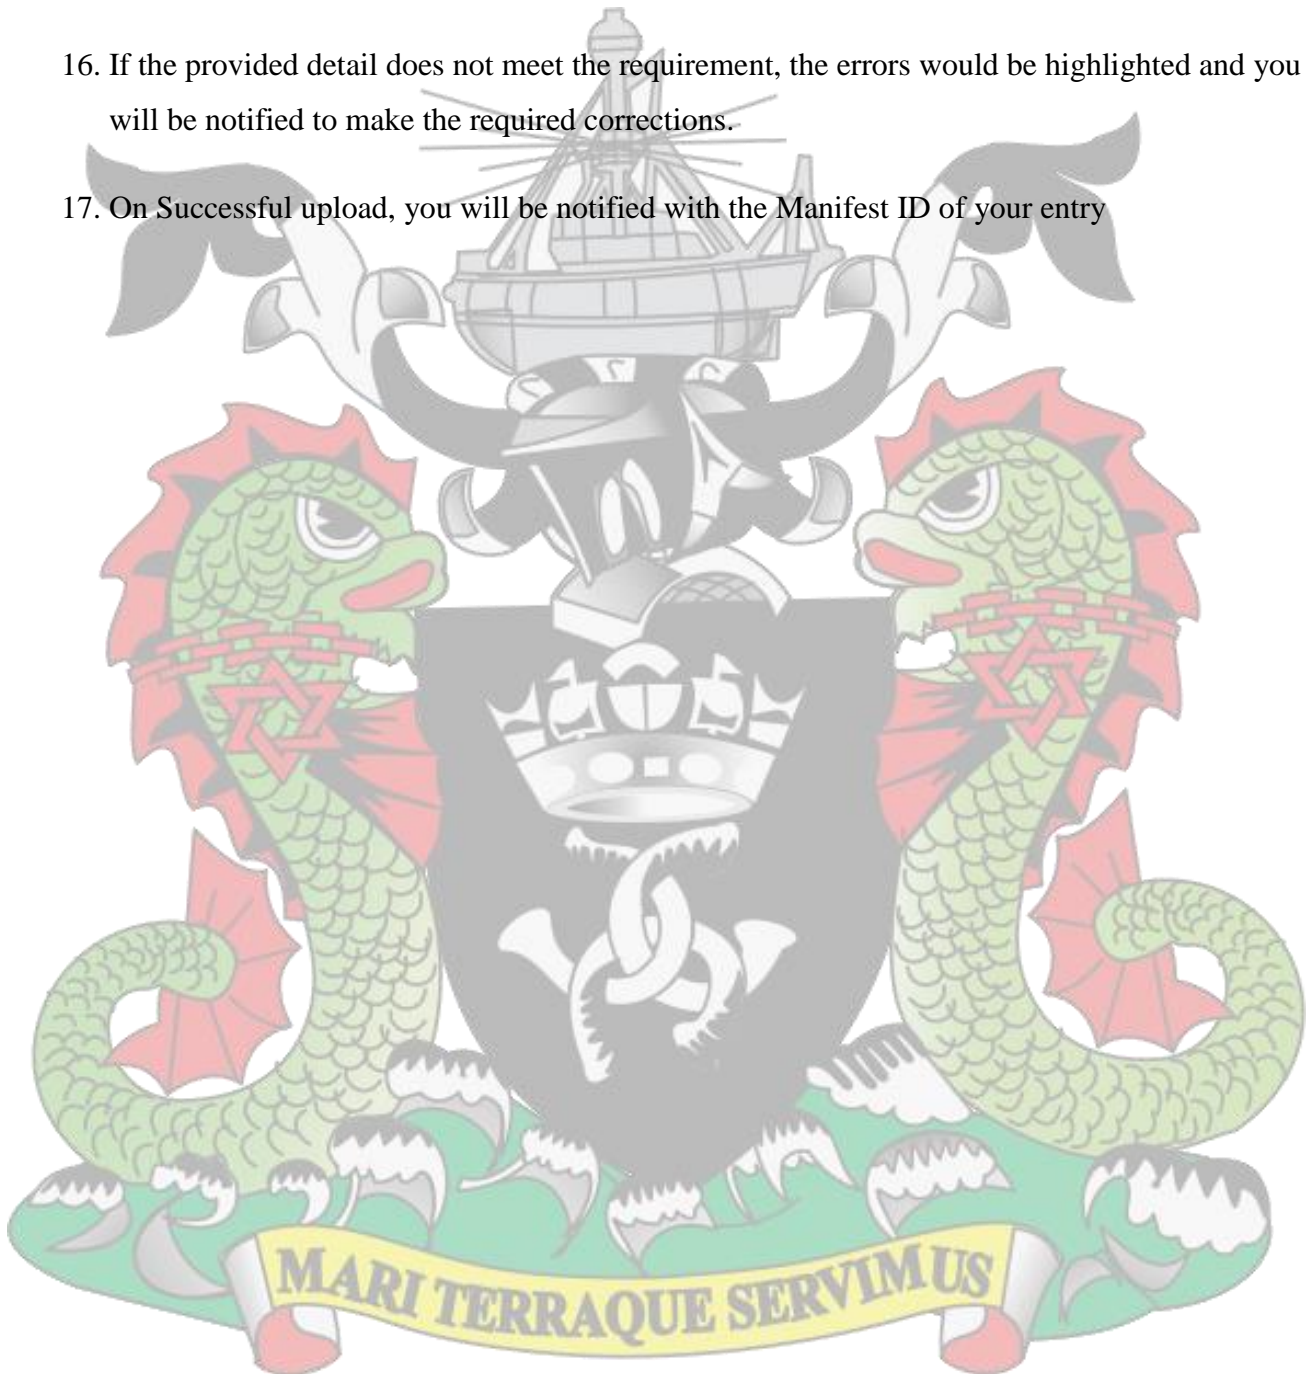 16. If the provided detail does not meet the requirement, the errors would be highlighted and you
will be notified to make the required corrections.
17. On Successful upload, you will be notified with the Manifest ID of your entry
MARI TERRAQUE SERVIMUS